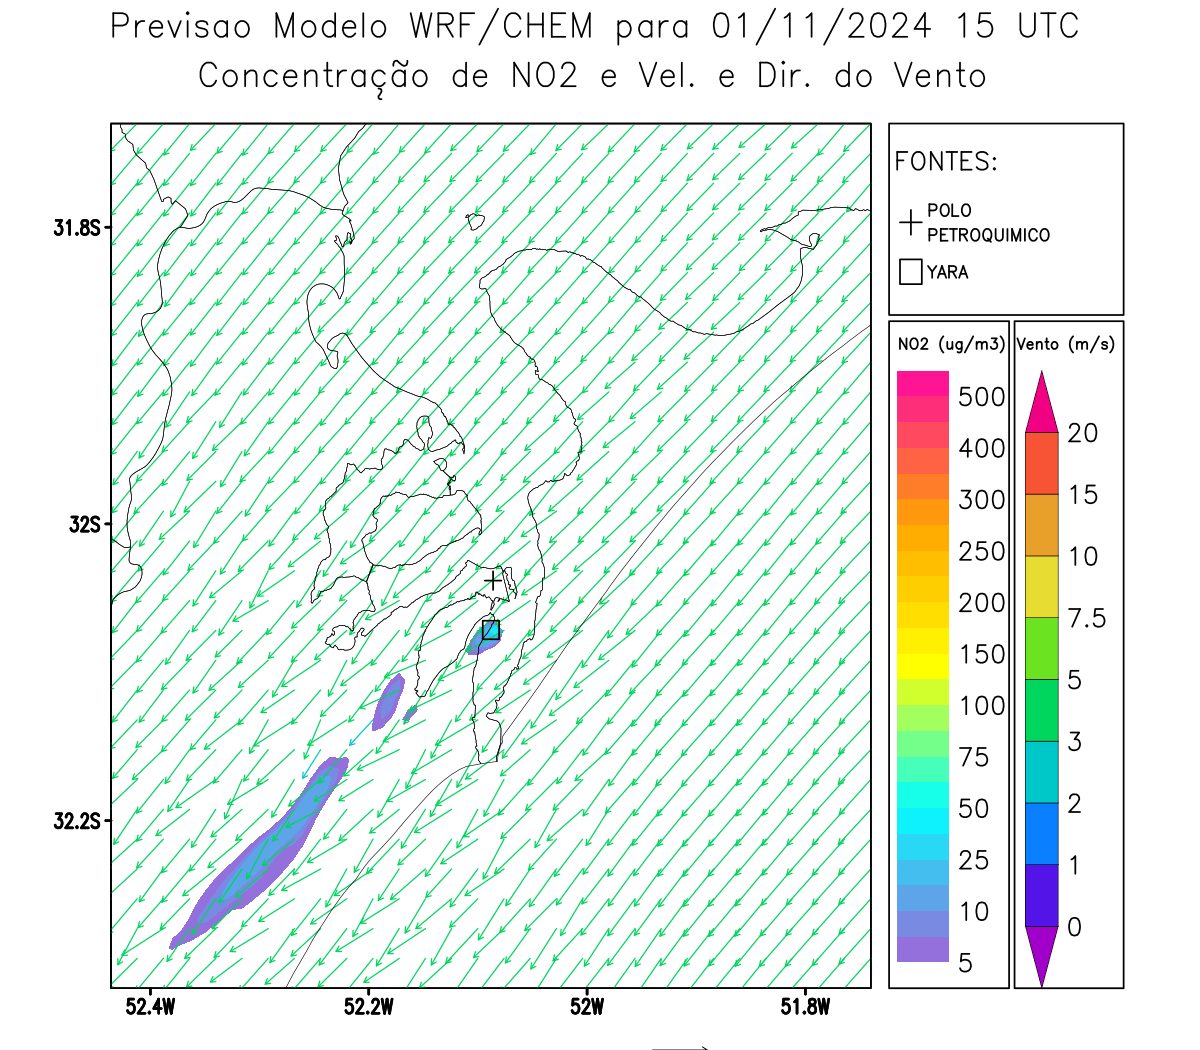 Previsao Modelo WRF/CHEM para 01/11/2024 15 UTC
Concentração de NO2 e Vel. e Dir. do Vento
FONTES:
POLO
PETROQUIMICO
YARA
NO2 (ug/m3)
500
400
300
250
200
150
100
75
50
25
10
5
Vento (m/s)
20
15
10
7.5
5
3
2
1
0
31.8S
32S
32.2S
52.4W
52.2W
52W
51.8W